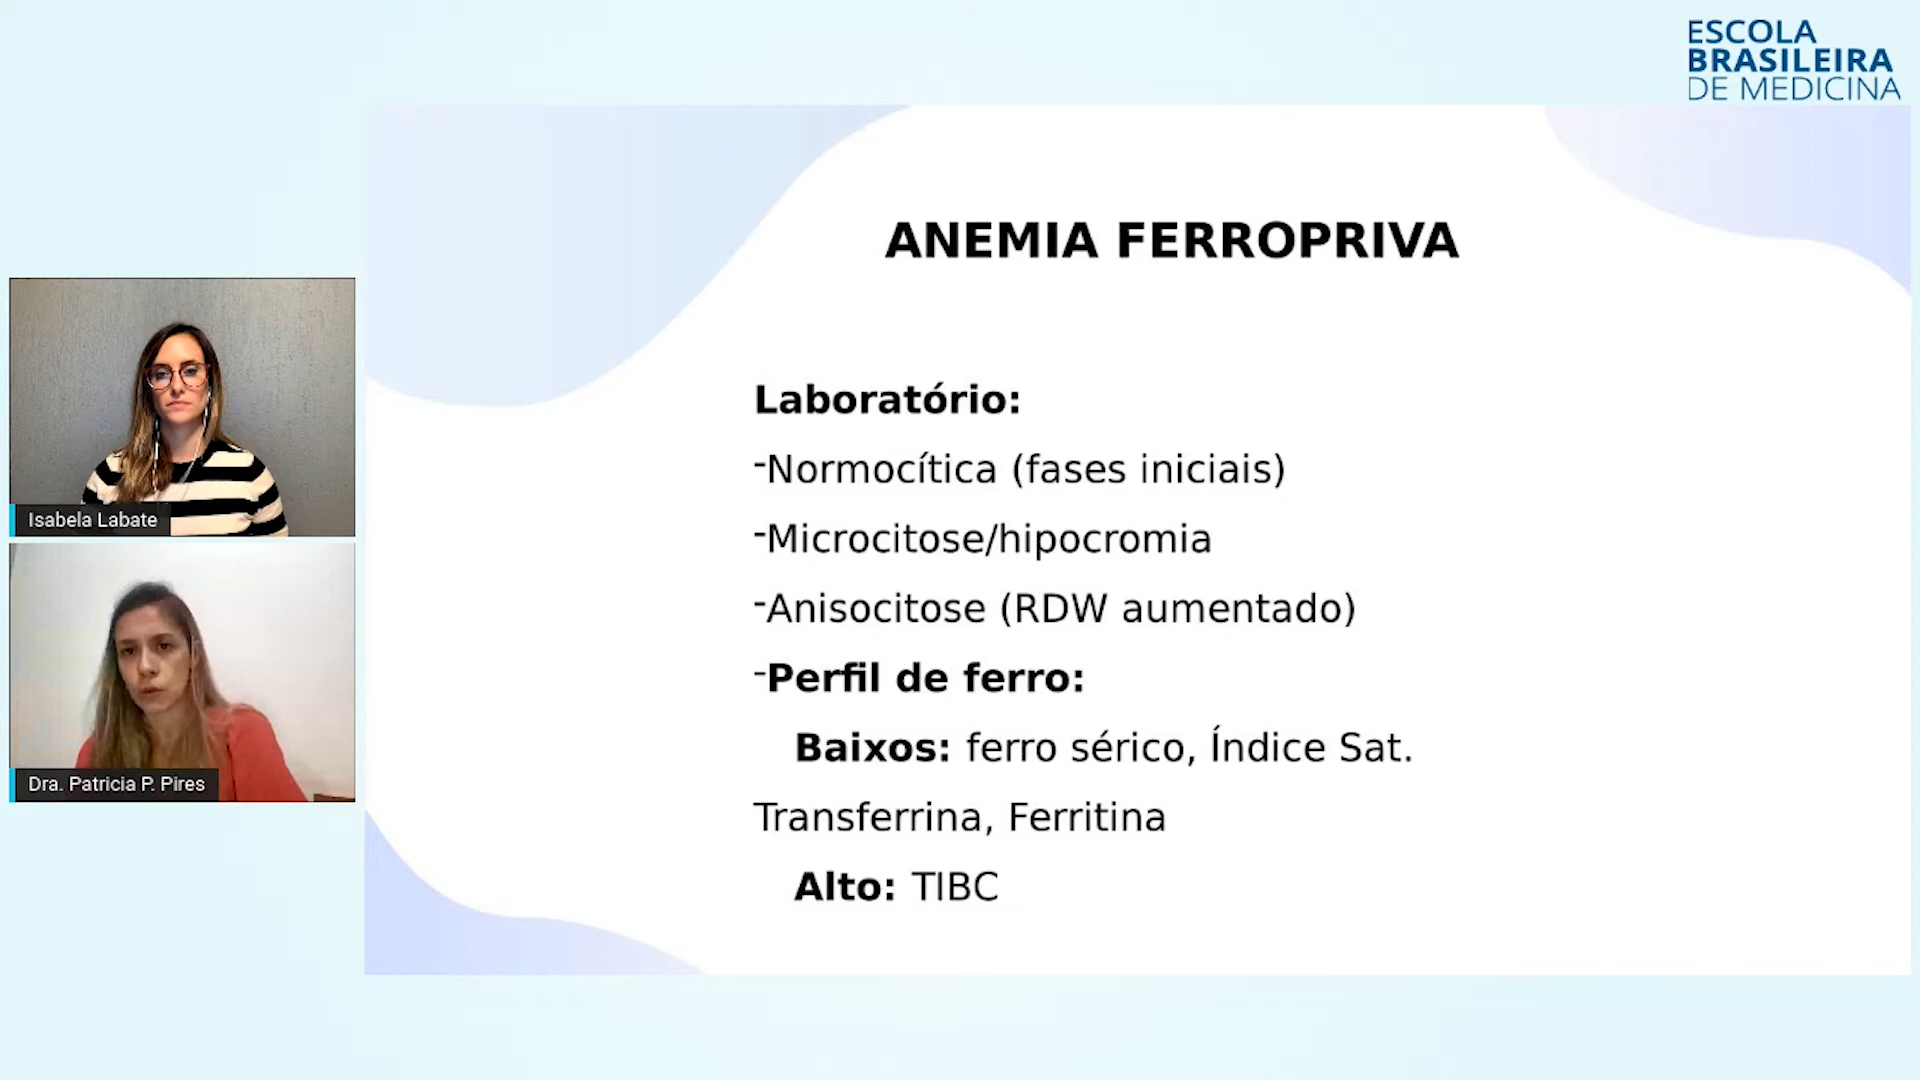 ESCOLA
BRASILEIRA
DE MEDICINA
ANEMIA FERROPRIVA
Laboratório:
-Normocítica (fases iniciais)
-Microcitose/hipocromia
-Anisocitose (RDW aumentado)
-Perfil de ferro:
Baixos: ferro sérico, Índice Sat.
Transferrina, Ferritina
Alto: TIBC
Isabela Labate
Dra. Patricia P. Pires